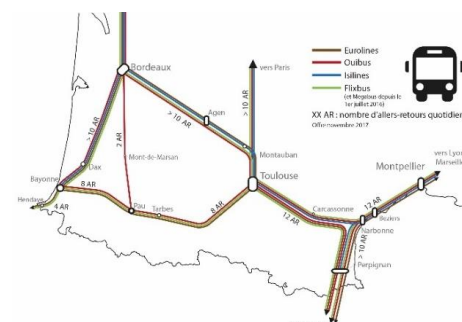 Eurolines
Ouibus
Isilines
Flixbus
(et Megabus depuis le
1er juillet 2016)
XX AR : nombre d'allers-retours quotidien
Offre novembre 2017
vers Paris
Bordeaux
> 10 AR
Agen
> 10 AR
> 10 AR
2 AR
Montauban
Mont-de-Marsan
Dax
Toulouse
Bayonne
8 AR
Hendaye
4 AR
Pau
Tarbes
8 AR
12 AR
Carcassonne
Montpellier
vers Lyon
Marseille
12 AR
Béziers
Narbonne
> 10 AR
Perpignan